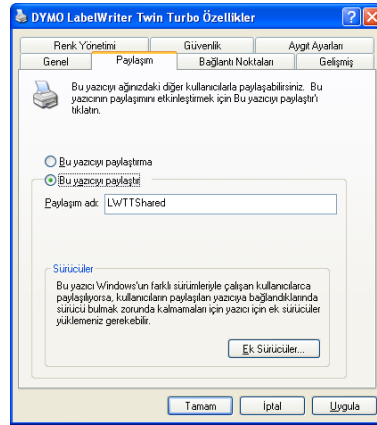 DYMO LabelWriter Twin Turbo Özellikler
Renk Yönetimi Güvenlik Aygıt Ayarları
Genel Paylaşım Bağlantı Noktaları Gelişmiş
Bu yazıcıyı ağınızdaki diğer kullanıcılarla paylaşabilirsiniz. Bu
yazıcının paylaşımını etkinleştirmek için Bu yazıcıyı paylaştır'ı
tıklatın.
Bu yazıcıyı paylaştırma
Bu yazıcıyı paylaştır
Paylaşım adı: LWTTShared
Sürücüler
Bu yazıcı Windows'un farklı sürümleriyle çalışan kullanıcılarca
paylaşılıyorsa, kullanıcıların paylaşılan yazıcıya bağlandıklarında
sürücü bulmak zorunda kalmamaları için yazıcı için ek sürücüler
yüklemeniz gerekebilir.
Ek Sürücüler...
Tamam İptal Uygula